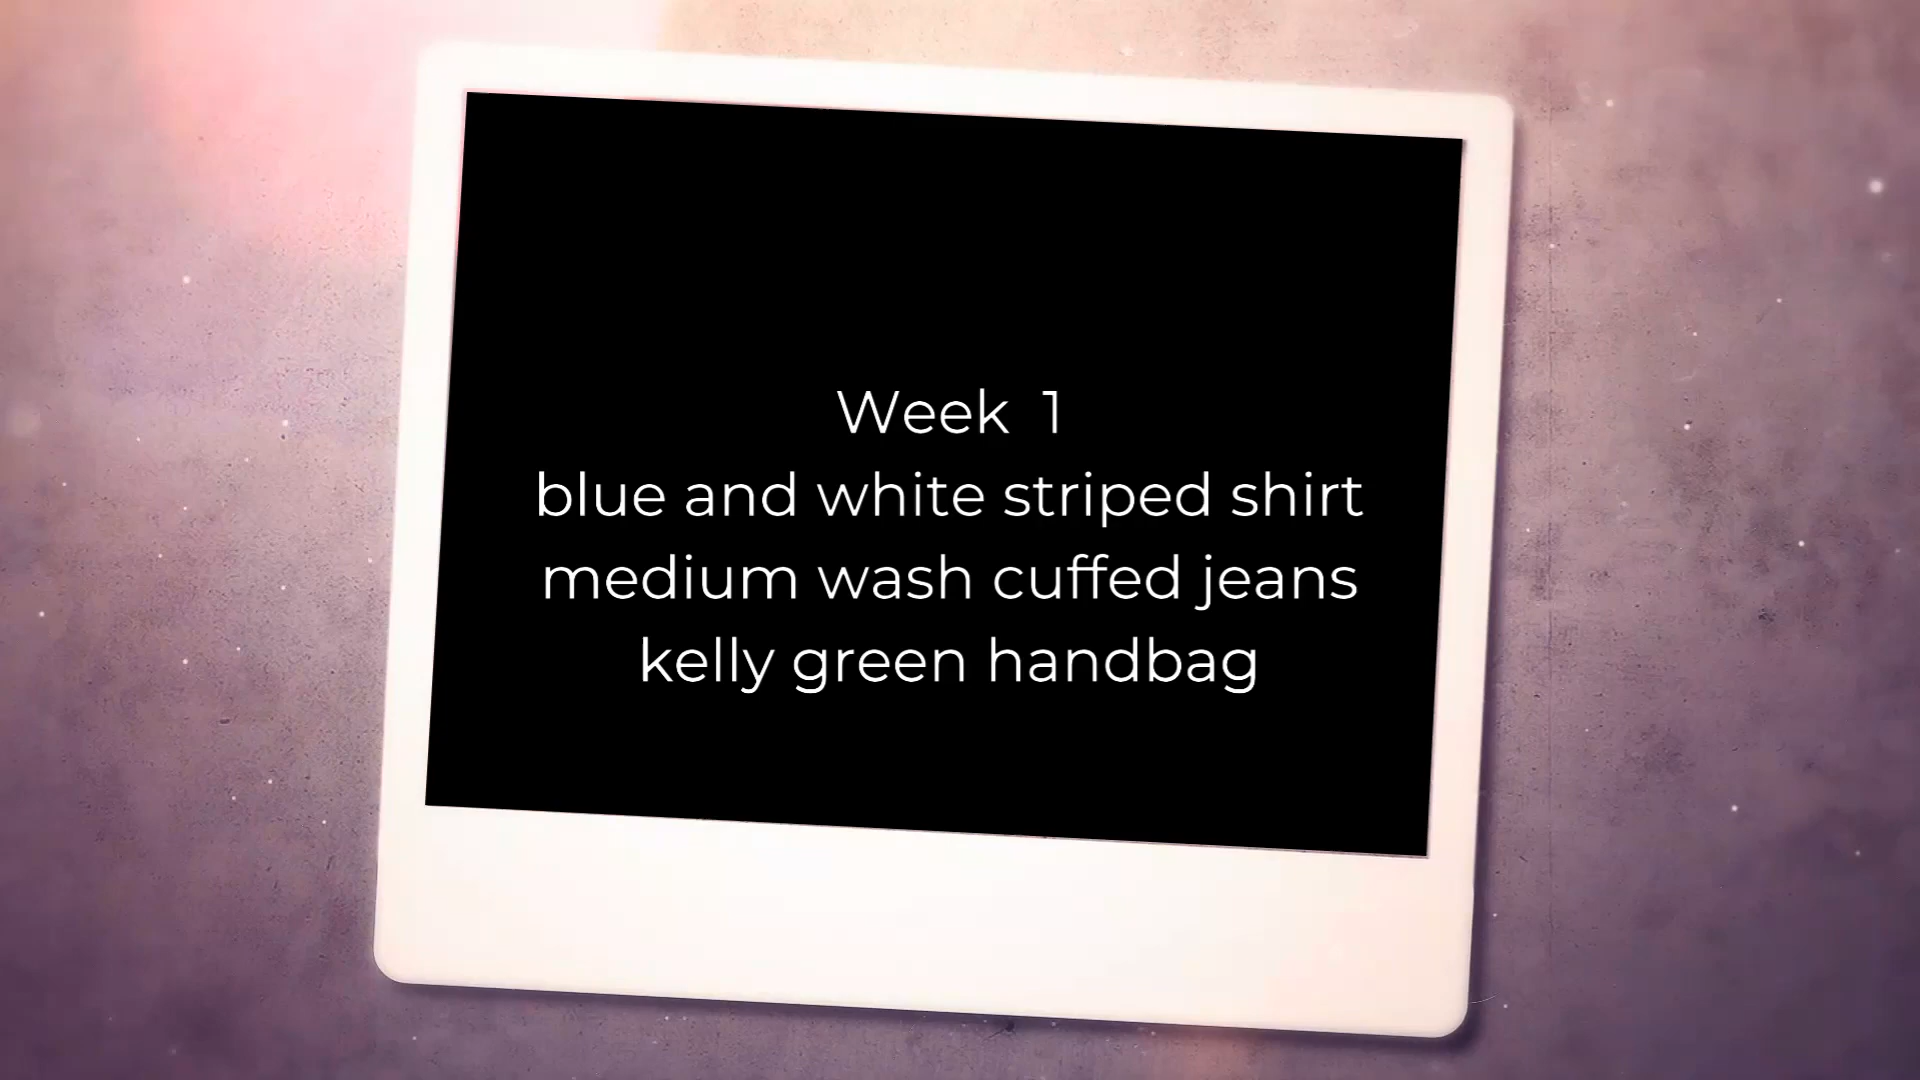 Week 1
blue and white striped shirt
medium wash cuffed jeans
kelly green handbag